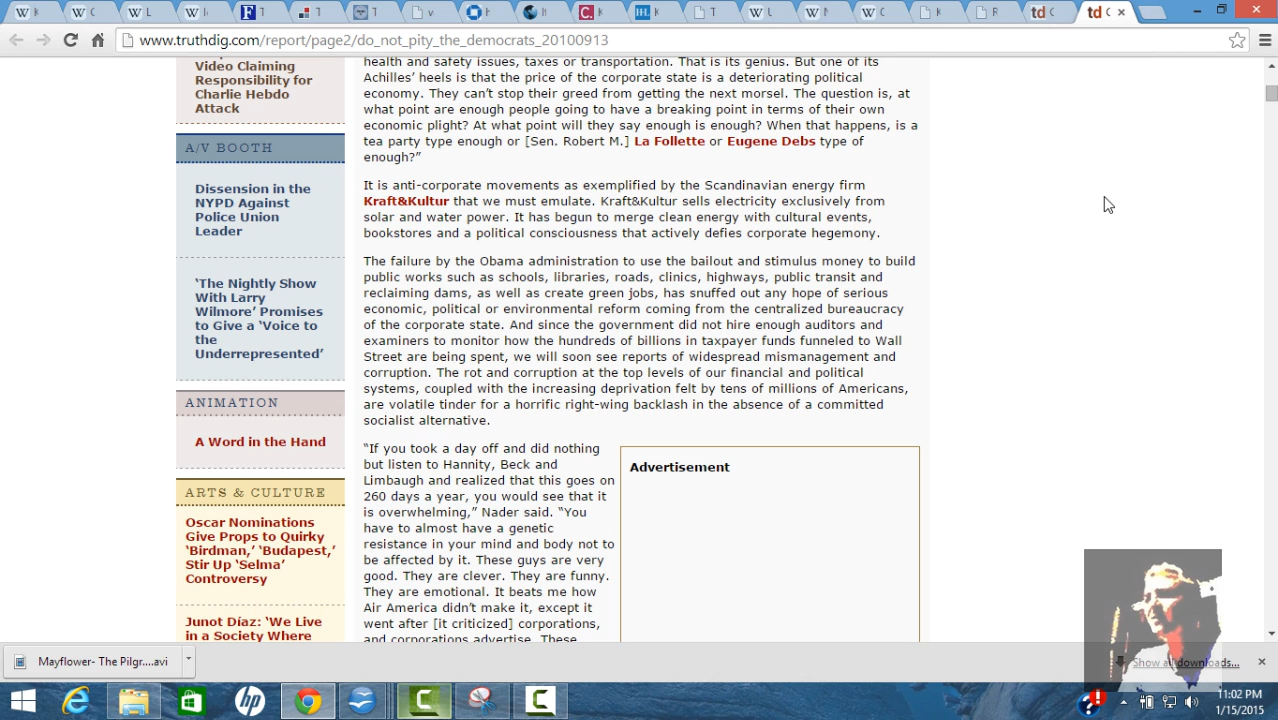 K
C
L
Ic
T
T
T
v
H
It
K
K
T
L
N
C
K
R
td C
td C
www.truthdig.com/report/page2/do_not_pity_the_democrats_20100913
Video Claiming
Responsibility for
Charlie Hebdo
Attack
A/V BOOTH
Dissension in the
NYPD Against
Police Union
Leader
‘The Nightly Show
With Larry
Wilmore’ Promises
to Give a ‘Voice to
the
Underrepresented’
ANIMATION
A Word in the Hand
ARTS & CULTURE
Oscar Nominations
Give Props to Quirky
‘Birdman,’ ‘Budapest,’
Stir Up ‘Selma’
Controversy
Junot Díaz: ‘We Live
in a Society Where
health and safety issues, taxes or transportation. That is its genius. But one of its
Achilles’ heels is that the price of the corporate state is a deteriorating political
economy. They can’t stop their greed from getting the next morsel. The question is, at
what point are enough people going to have a breaking point in terms of their own
economic plight? At what point will they say enough is enough? When that happens, is a
tea party type enough or [Sen. Robert M.] La Follette or Eugene Debs type of
enough?”
It is anti-corporate movements as exemplified by the Scandinavian energy firm
Kraft&Kultur that we must emulate. Kraft&Kultur sells electricity exclusively from
solar and water power. It has begun to merge clean energy with cultural events,
bookstores and a political consciousness that actively defies corporate hegemony.
The failure by the Obama administration to use the bailout and stimulus money to build
public works such as schools, libraries, roads, clinics, highways, public transit and
reclaiming dams, as well as create green jobs, has snuffed out any hope of serious
economic, political or environmental reform coming from the centralized bureaucracy
of the corporate state. And since the government did not hire enough auditors and
examiners to monitor how the hundreds of billions in taxpayer funds funneled to Wall
Street are being spent, we will soon see reports of widespread mismanagement and
corruption. The rot and corruption at the top levels of our financial and political
systems, coupled with the increasing deprivation felt by tens of millions of Americans,
are volatile tinder for a horrific right-wing backlash in the absence of a committed
socialist alternative.
“If you took a day off and did nothing
but listen to Hannity, Beck and
Limbaugh and realized that this goes on
260 days a year, you would see that it
is overwhelming,” Nader said. “You
have to almost have a genetic
resistance in your mind and body not to
be affected by it. These guys are very
good. They are clever. They are funny.
They are emotional. It beats me how
Air America didn’t make it, except it
went after [it criticized] corporations,
and corporations advertise. These
Advertisement
Mayflower- The Pilgr....avi
Show all downloads...
11:02 PM
1/15/2015